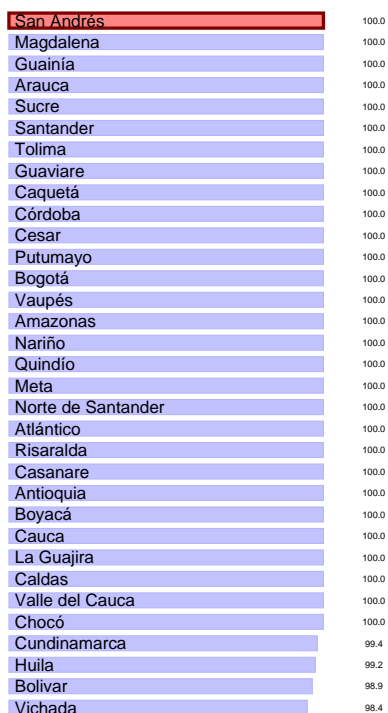 San Andrés 100.0
Magdalena 100.0
Guainía 100.0
Arauca 100.0
Sucre 100.0
Santander 100.0
Tolima 100.0
Guaviare 100.0
Caquetá 100.0
Córdoba 100.0
Cesar 100.0
Putumayo 100.0
Bogotá 100.0
Vaupés 100.0
Amazonas 100.0
Nariño 100.0
Quindío 100.0
Meta 100.0
Norte de Santander 100.0
Atlántico 100.0
Risaralda 100.0
Casanare 100.0
Antioquia 100.0
Boyacá 100.0
Cauca 100.0
La Guajira 100.0
Caldas 100.0
Valle del Cauca 100.0
Chocó 100.0
Cundinamarca 99.4
Huila 99.2
Bolivar 98.9
Vichada 98.4